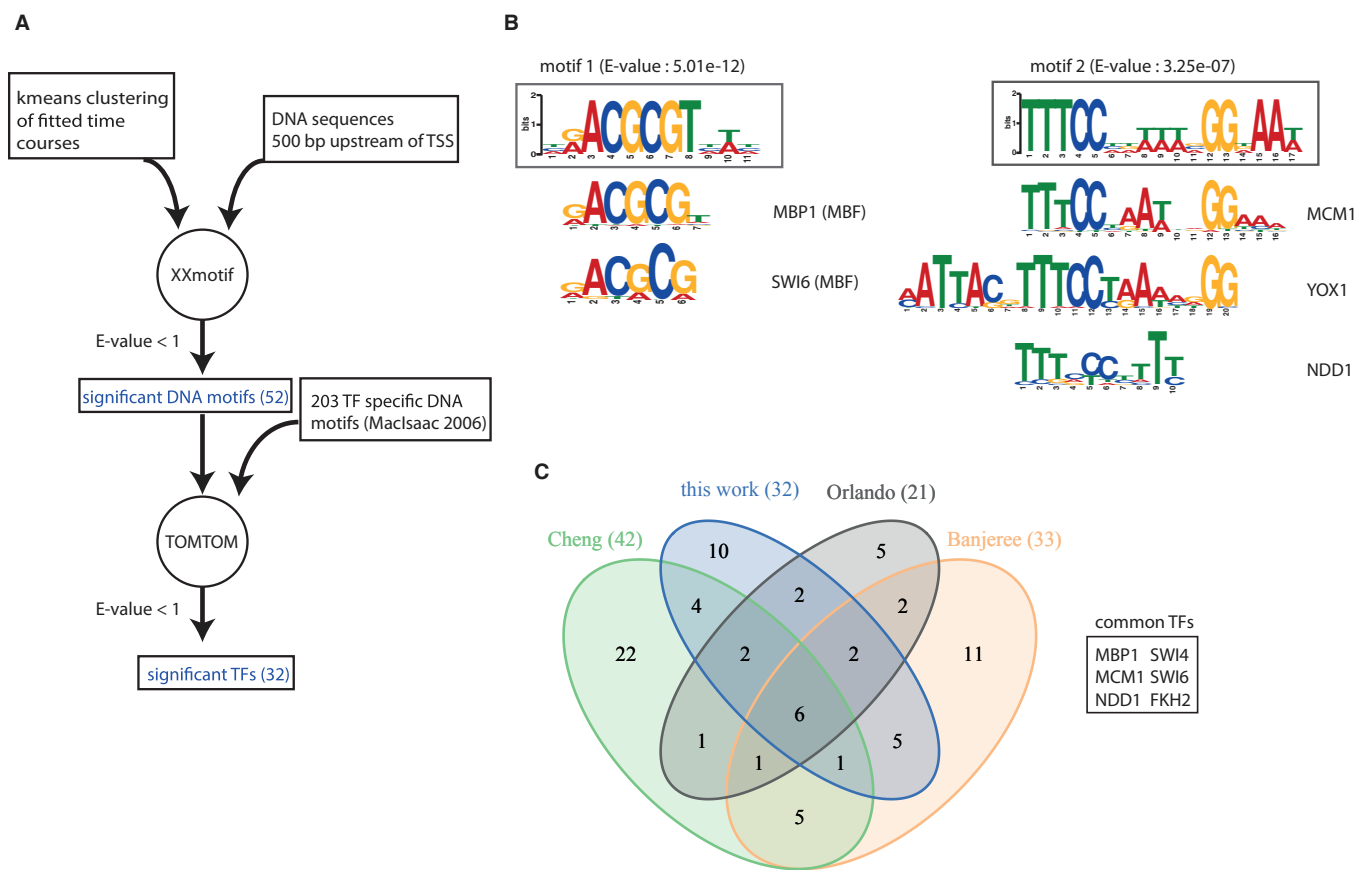 A
kmeans clustering
of fitted time
courses
DNA sequences
500 bp upstream of TSS
XXmotif
E-value < 1
significant DNA motifs (52)
203 TF specific DNA
motifs (MacIsaac 2006)
TOMTOM
E-value < 1
significant TFs (32)
B
motif 1 (E-value : 5.01e-12)
MBP1 (MBF)
SWI6 (MBF)
motif 2 (E-value : 3.25e-07)
MCM1
YOX1
NDD1
C
this work (32)
Orlando (21)
Cheng (42)
Banjeree (33)
10
5
4
2
2
22
2
2
11
6
1
5
1
1
5
common TFs
MBP1 SWI4
MCM1 SWI6
NDD1 FKH2